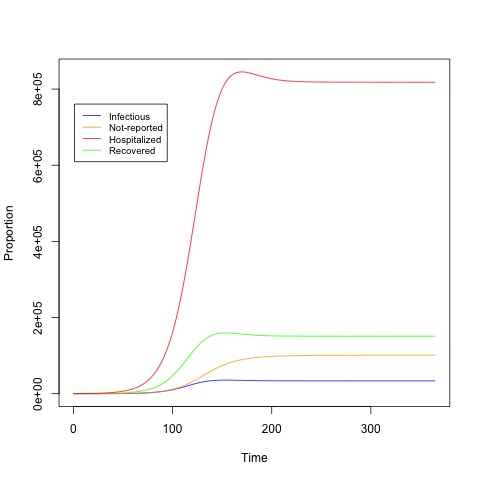 8e+05
6e+05
4e+05
2e+05
0e+00
Proportion
Infectious
Not-reported
Hospitalized
Recovered
0 100 200 300
Time